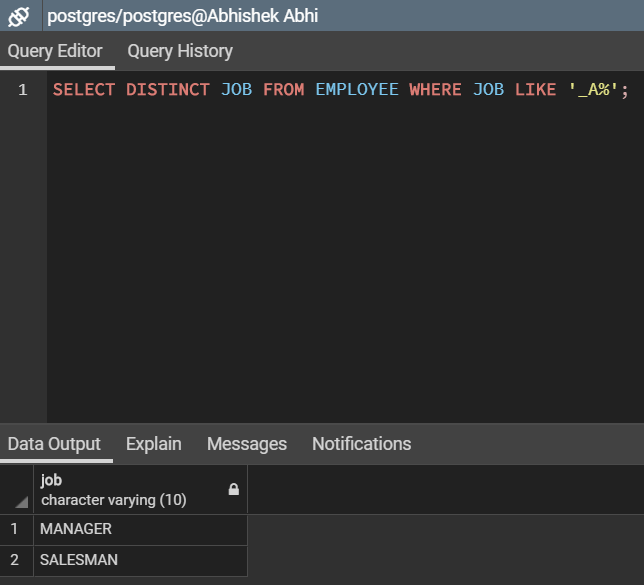 postgres/postgres@Abhishek Abhi
Query Editor Query History
1 SELECT DISTINCT JOB FROM EMPLOYEE WHERE JOB LIKE '_A%';
Data Output Explain Messages Notifications
job
character varying (10)
1 MANAGER
2 SALESMAN